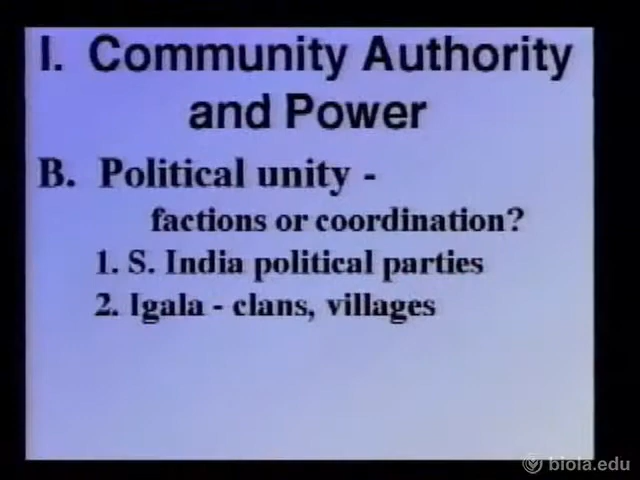 I. Community Authority
and Power
B. Political unity -
factions or coordination?
1. S. India political parties
2. Igala - clans, villages
biola.edu